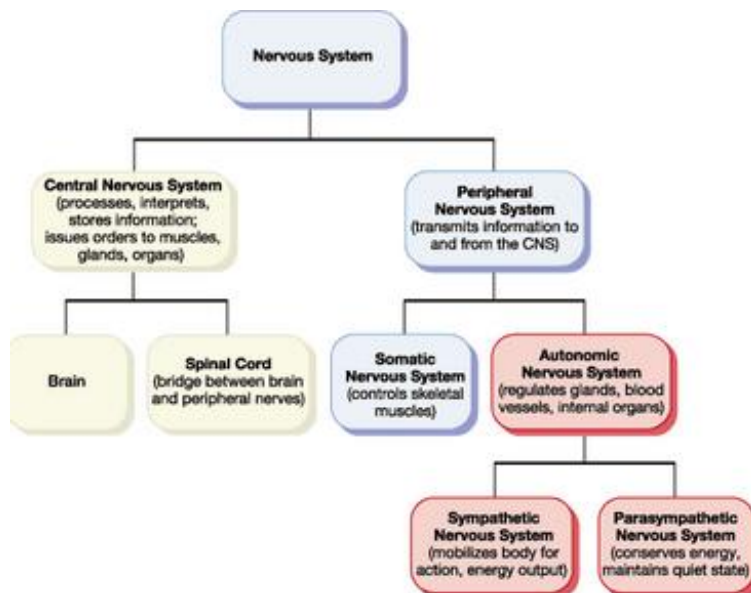 Nervous System
Central Nervous System
(processes, interprets,
stores information;
issues orders to muscles,
glands, organs)
Peripheral
Nervous System
(transmits information to
and from the CNS)
Brain
Spinal Cord
(bridge between brain
and peripheral nerves)
Somatic
Nervous System
(controls skeletal
muscles)
Autonomic
Nervous System
(regulates glands, blood
vessels, internal organs)
Sympathetic
Nervous System
(mobilizes body for
action, energy output)
Parasympathetic
Nervous System
(conserves energy,
maintains quiet state)